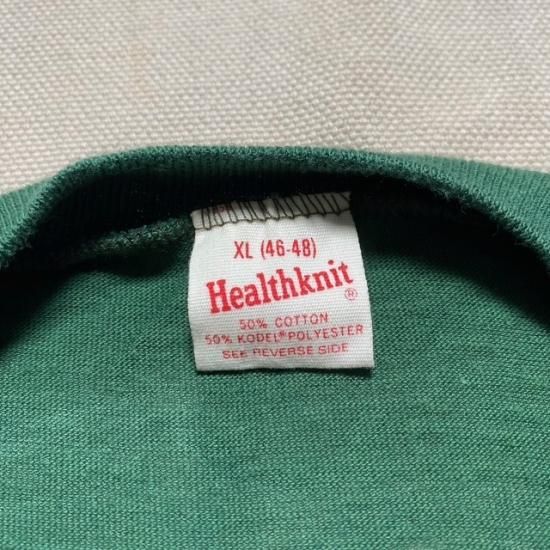 XL (46-48)
Healthknit®
50% COTTON
50% KODEL® POLYESTER
SEE REVERSE SIDE